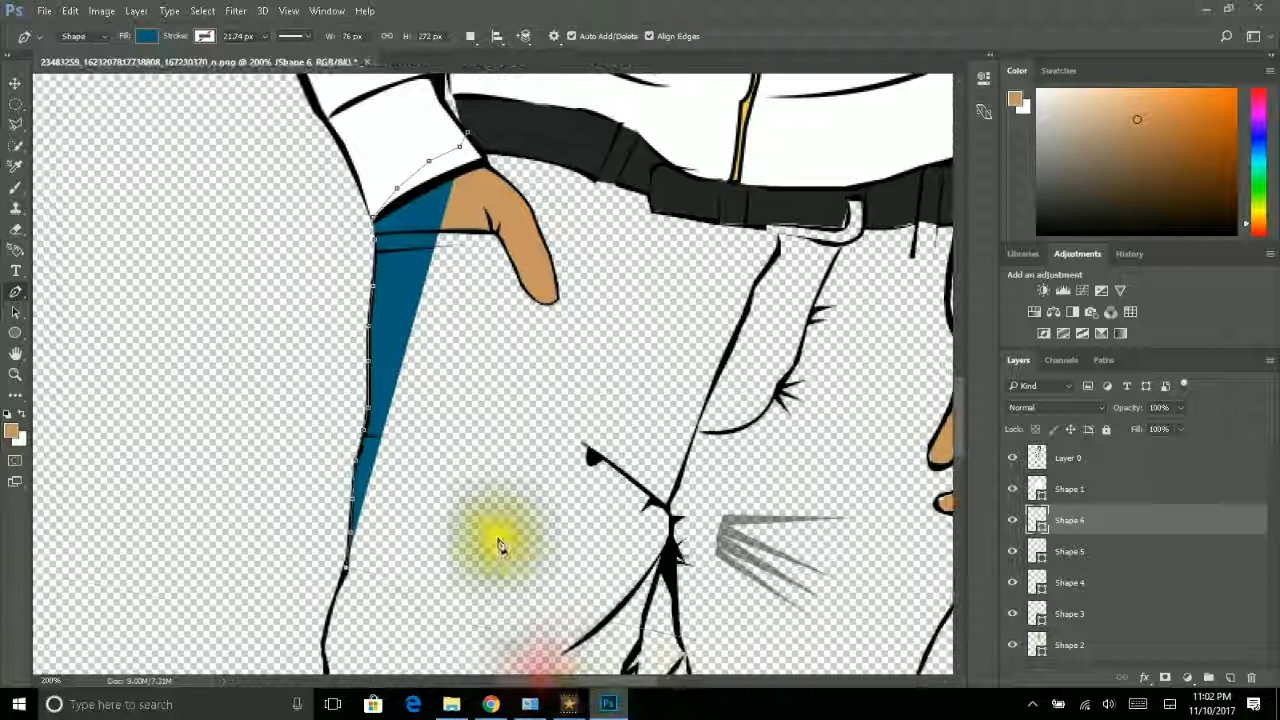 Ps File Edit Image Layer Type Select Filter 3D View Window Help
Shape Fill: Stroke: 21.74 px W: 76 px H: 272 px Auto Add/Delete Align Edges
23483259_1623207817738808_167230370_n.png @ 200% (Shape 6, RGB/8#) *
Color Swatches
Libraries Adjustments History
Add an adjustment
Layers Channels Paths
Kind
Normal Opacity: 100%
Lock: Fill: 100%
Layer 0
Shape 1
Shape 6
Shape 5
Shape 4
Shape 3
Shape 2
200% Doc: 9.00M/7.31M
Type here to search
Ps
11:02 PM
11/10/2017